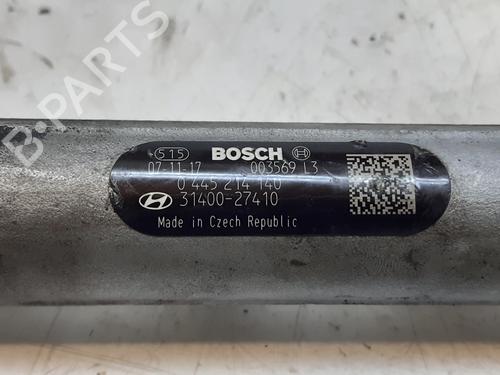 B-PARTS
515 BOSCH
07-11-17 003569 L3
0 445 214 140
31400-27410
Made in Czech Republic